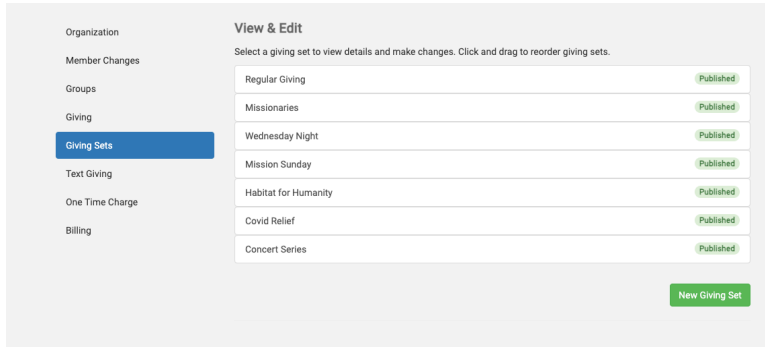 Organization
Member Changes
Groups
Giving
Giving Sets
Text Giving
One Time Charge
Billing
View & Edit
Select a giving set to view details and make changes. Click and drag to reorder giving sets.
Regular Giving Published
Missionaries Published
Wednesday Night Published
Mission Sunday Published
Habitat for Humanity Published
Covid Relief Published
Concert Series Published
New Giving Set